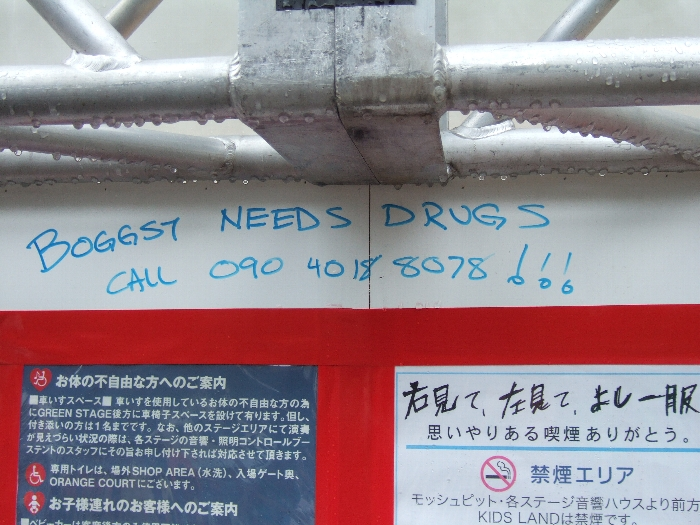 BOGGST NEEDS DRUGS
CALL 090 4018 8078 !!!
お体の不自由な方へのご案内
■車いすスペース■ 車いすを使用しているお体の不自由な方の為
にGREEN STAGE後方に車椅子スペースを設けて有ります。但し、
付き添いの方は1名までです。なお、他のステージエリアにて演奏
が見えづらい状況の際は、各ステージの音響・照明コントロールブー
ステントのスタッフにその旨お申し付け下されば対応させて頂きます。
専用トイレは、場外SHOP AREA (水洗)、入場ゲート奥、
ORANGE COURTにございます。
お子様連れのお客様へのご案内
右見て、左見て、よし一服
思いやりある喫煙ありがとう。
禁煙エリア
モッシュピット・各ステージ音響ハウスより前方
KIDS LANDは禁煙です。